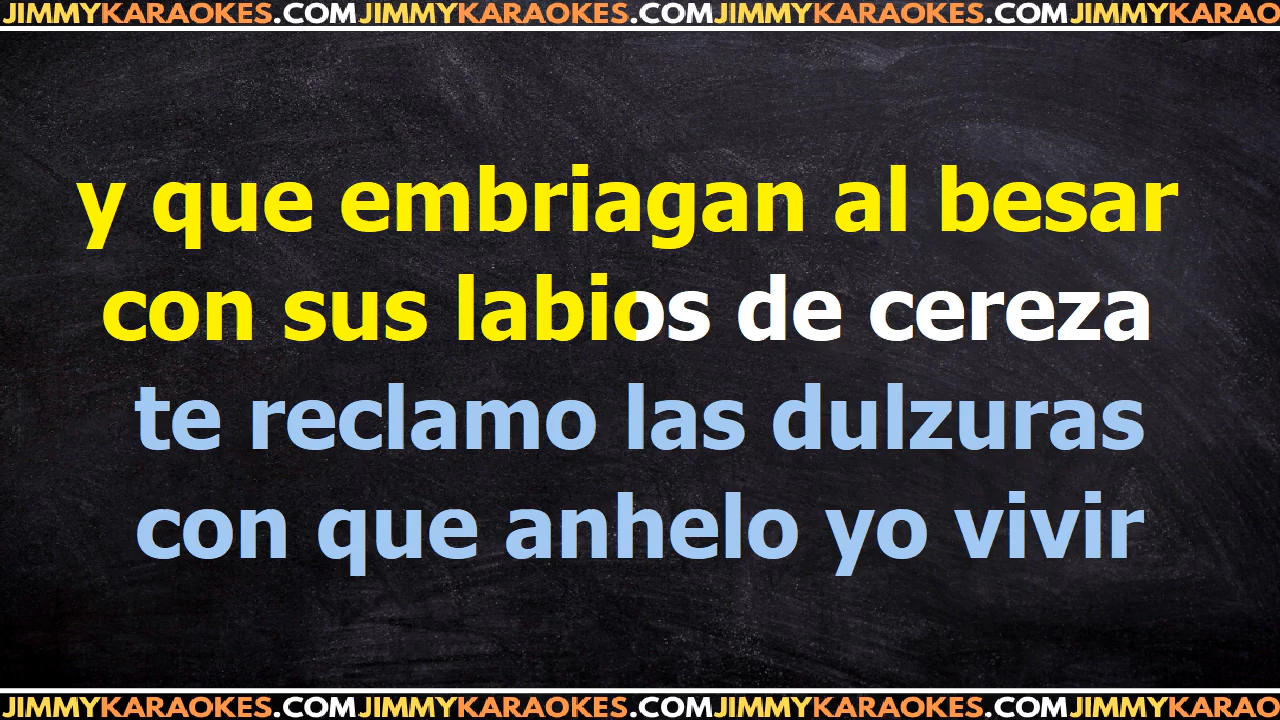 JIMMYKARAOKES.COMJIMMYKARAOKES.COMJIMMYKARAOKES.COMJIMMYKARAO
y que embriagan al besar
con sus labios de cereza
te reclamo las dulzuras
con que anhelo yo vivir
JIMMYKARAOKES.COMJIMMYKARAOKES.COMJIMMYKARAOKES.COMJIMMYKARAO